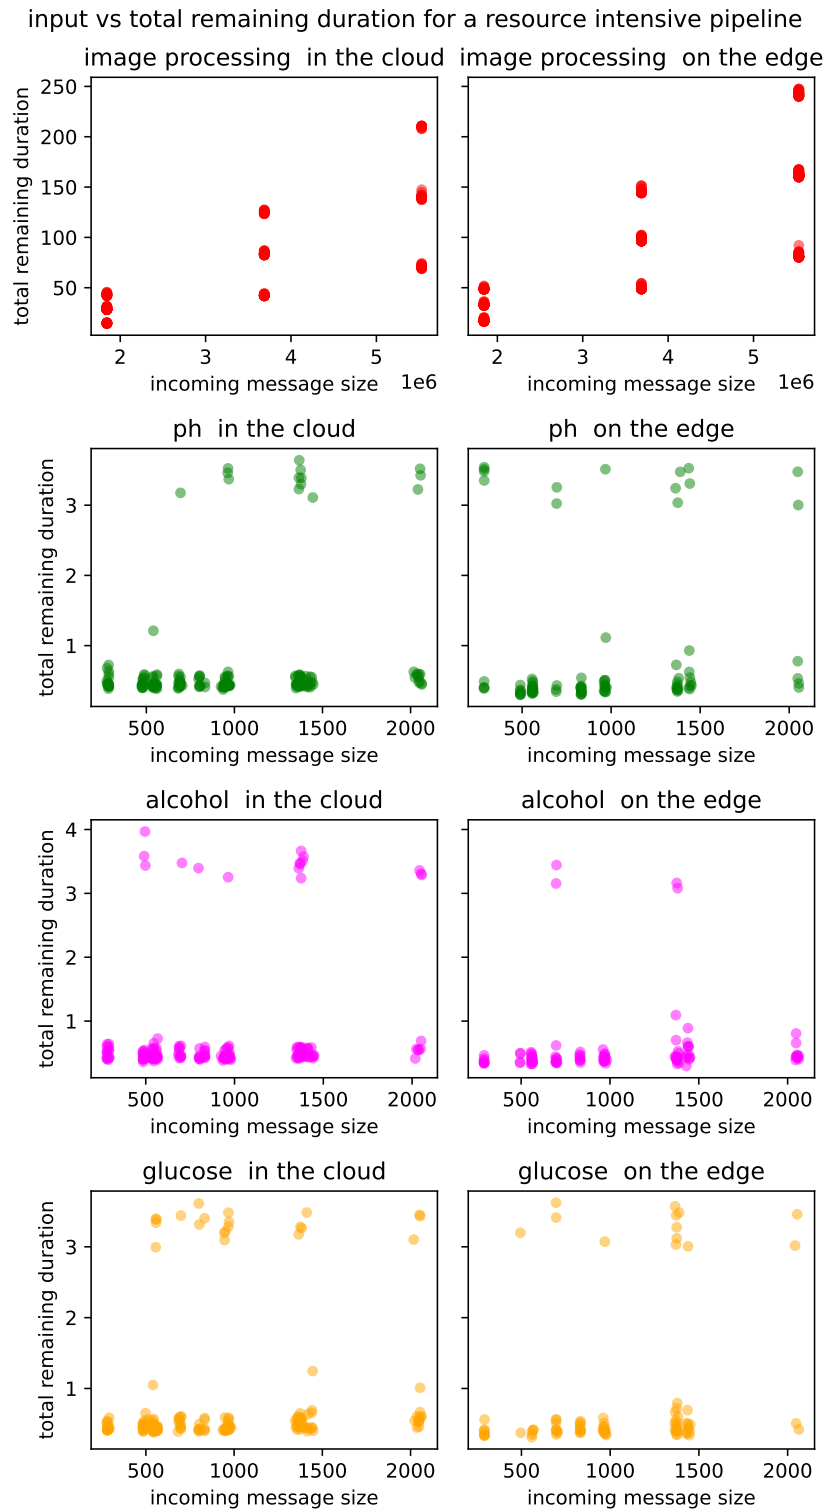 input vs total remaining duration for a resource intensive pipeline
image processing  in the cloud
image processing  on the edge
total remaining duration
250
200
150
100
50
2 3 4 5
2 3 4 5
incoming message size 1e6
incoming message size 1e6
ph  in the cloud
ph  on the edge
total remaining duration
3
2
1
500 1000 1500 2000
500 1000 1500 2000
incoming message size
incoming message size
alcohol  in the cloud
alcohol  on the edge
total remaining duration
4
3
2
1
500 1000 1500 2000
500 1000 1500 2000
incoming message size
incoming message size
glucose  in the cloud
glucose  on the edge
total remaining duration
3
2
1
500 1000 1500 2000
500 1000 1500 2000
incoming message size
incoming message size